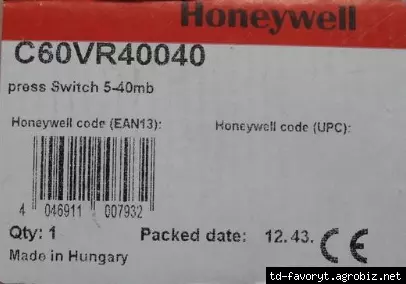 Honeywell
C60VR40040
press Switch 5-40mb
Honeywell code (EAN13):
Honeywell code (UPC):
4 046911 007932
Qty: 1 Packed date: 12.43.
CE
Made in Hungary
td-favoryt.agrobiz.net